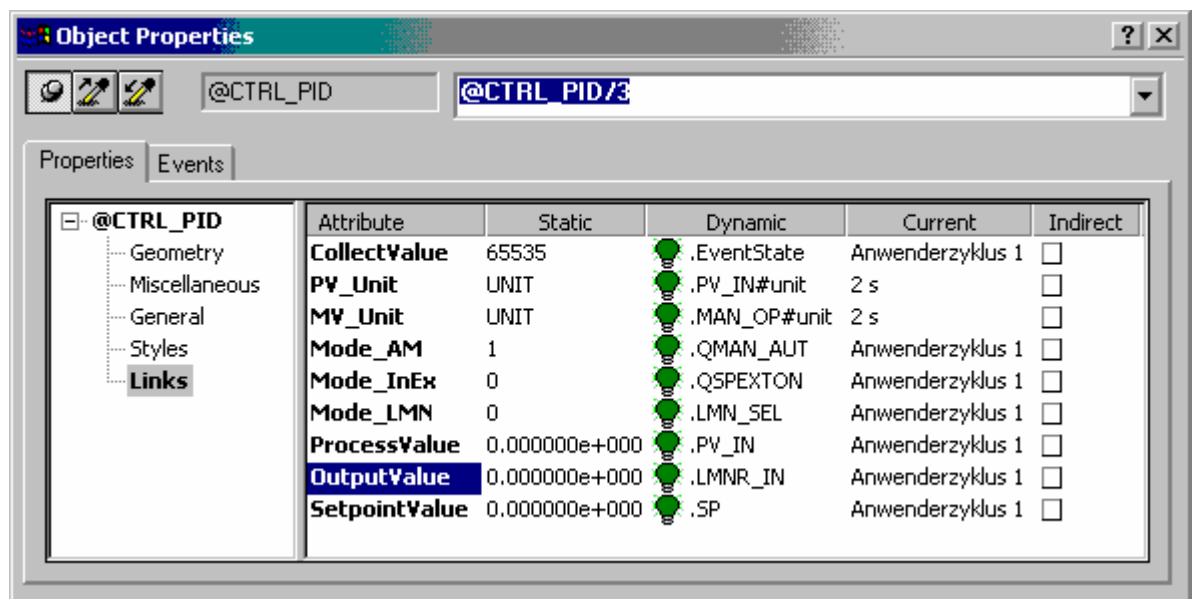 Object Properties
@CTRL_PID @CTRL_PID/3
Properties Events
@CTRL_PID
Geometry
Miscellaneous
General
Styles
Links
Attribute Static Dynamic Current Indirect
CollectValue 65535 .EventState Anwenderzyklus 1
PV_Unit UNIT .PV_IN#unit 2 s
MV_Unit UNIT .MAN_OP#unit 2 s
Mode_AM 1 .QMAN_AUT Anwenderzyklus 1
Mode_InEx 0 .QSPEXTON Anwenderzyklus 1
Mode_LMN 0 .LMN_SEL Anwenderzyklus 1
ProcessValue 0.000000e+000 .PV_IN Anwenderzyklus 1
OutputValue 0.000000e+000 .LMNR_IN Anwenderzyklus 1
SetpointValue 0.000000e+000 .SP Anwenderzyklus 1